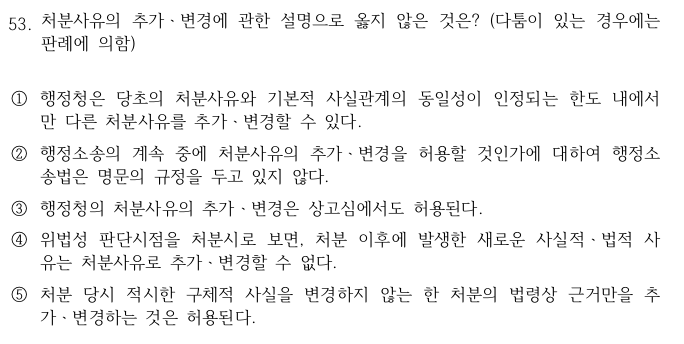 53. 처분사유의 추가ㆍ변경에 관한 설명으로 옳지 않은 것은? (다툼이 있는 경우에는
판례에 의함)
① 행정청은 당초의 처분사유와 기본적 사실관계의 동일성이 인정되는 한도 내에서
만 다른 처분사유를 추가ㆍ변경할 수 있다.
② 행정소송의 계속 중에 처분사유의 추가ㆍ변경을 허용할 것인가에 대하여 행정소
송법은 명문의 규정을 두고 있지 않다.
③ 행정청의 처분사유의 추가ㆍ변경은 상고심에서도 허용된다.
④ 위법성 판단시점을 처분시로 보면, 처분 이후에 발생한 새로운 사실적ㆍ법적 사
유는 처분사유로 추가ㆍ변경할 수 없다.
⑤ 처분 당시 적시한 구체적 사실을 변경하지 않는 한 처분의 법령상 근거만을 추
가ㆍ변경하는 것은 허용된다.